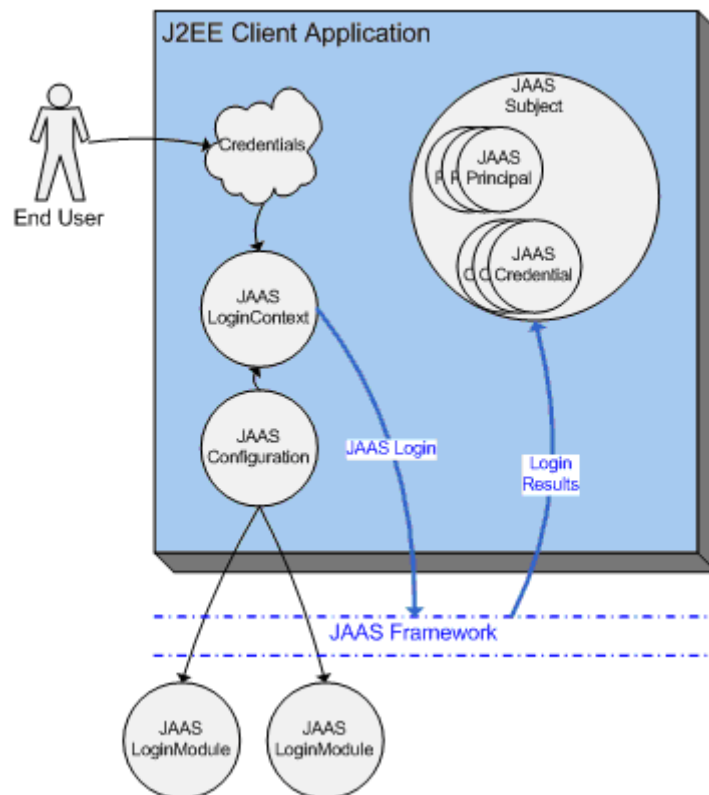 J2EE Client Application
JAAS
Subject
Credentials
P
P
JAAS
Principal
End User
C
C
JAAS
Credential
JAAS
LoginContext
JAAS
Configuration
JAAS Login
Login
Results
JAAS Framework
JAAS
LoginModule
JAAS
LoginModule